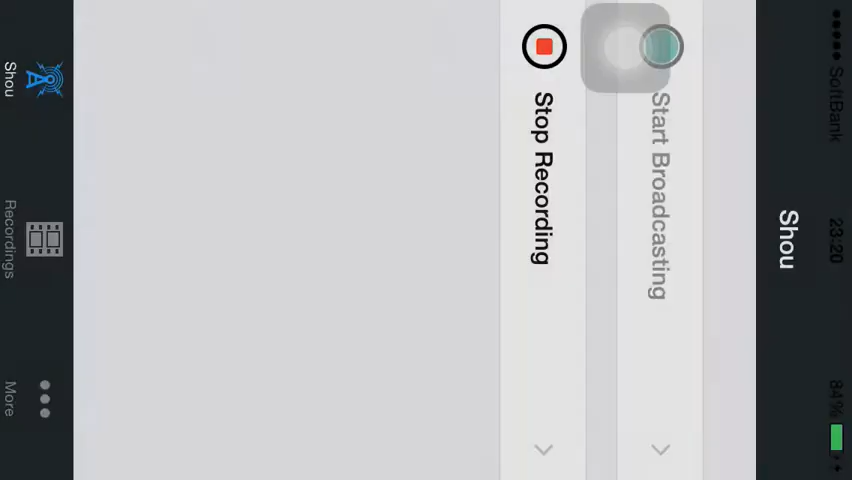 SoftBank 23:20 84%
Shou
Start Broadcasting
Stop Recording
Shou Recordings More